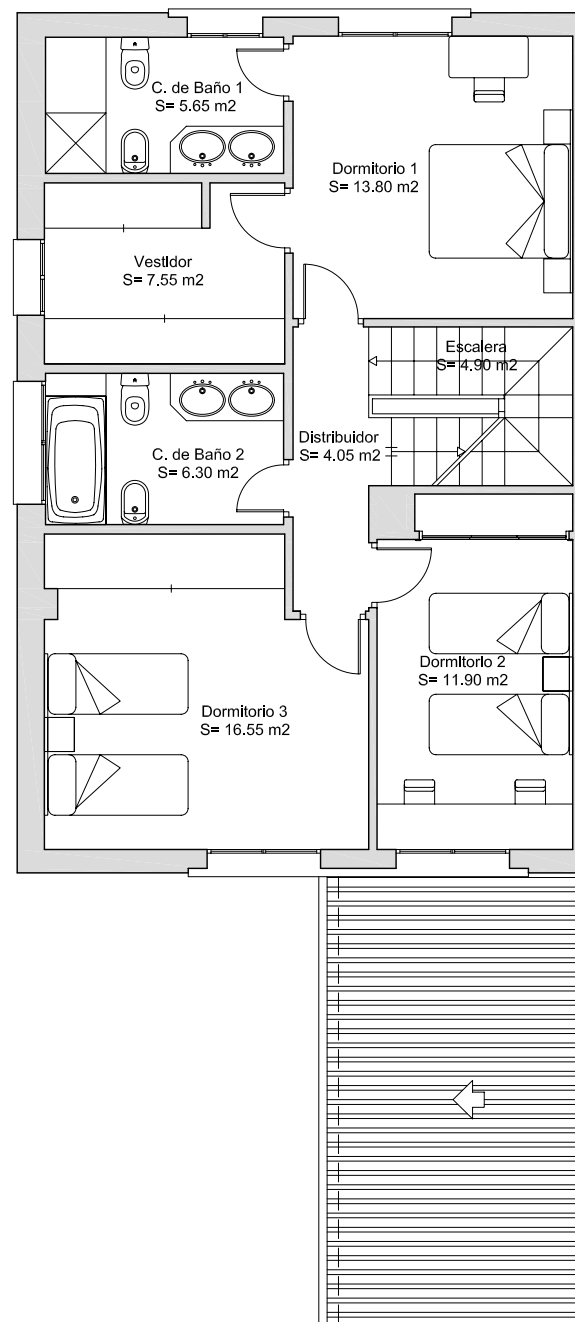 C. de Baño 1
S= 5.65 m2
Dormitorio 1
S= 13.80 m2
Vestidor
S= 7.55 m2
Escalera
S= 4.90 m2
Distribuidor
S= 4.05 m2
C. de Baño 2
S= 6.30 m2
Dormitorio 2
S= 11.90 m2
Dormitorio 3
S= 16.55 m2